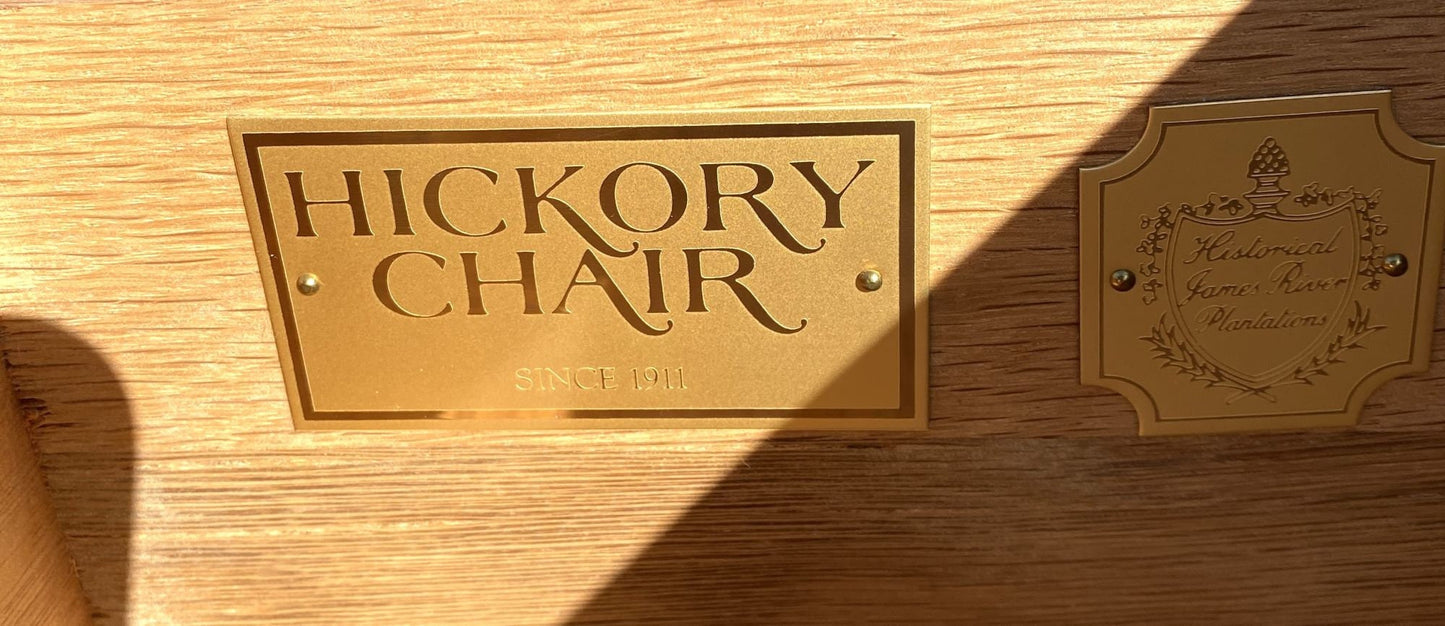 HICKORY
CHAIR
SINCE 1911
Historical
James River
Plantations